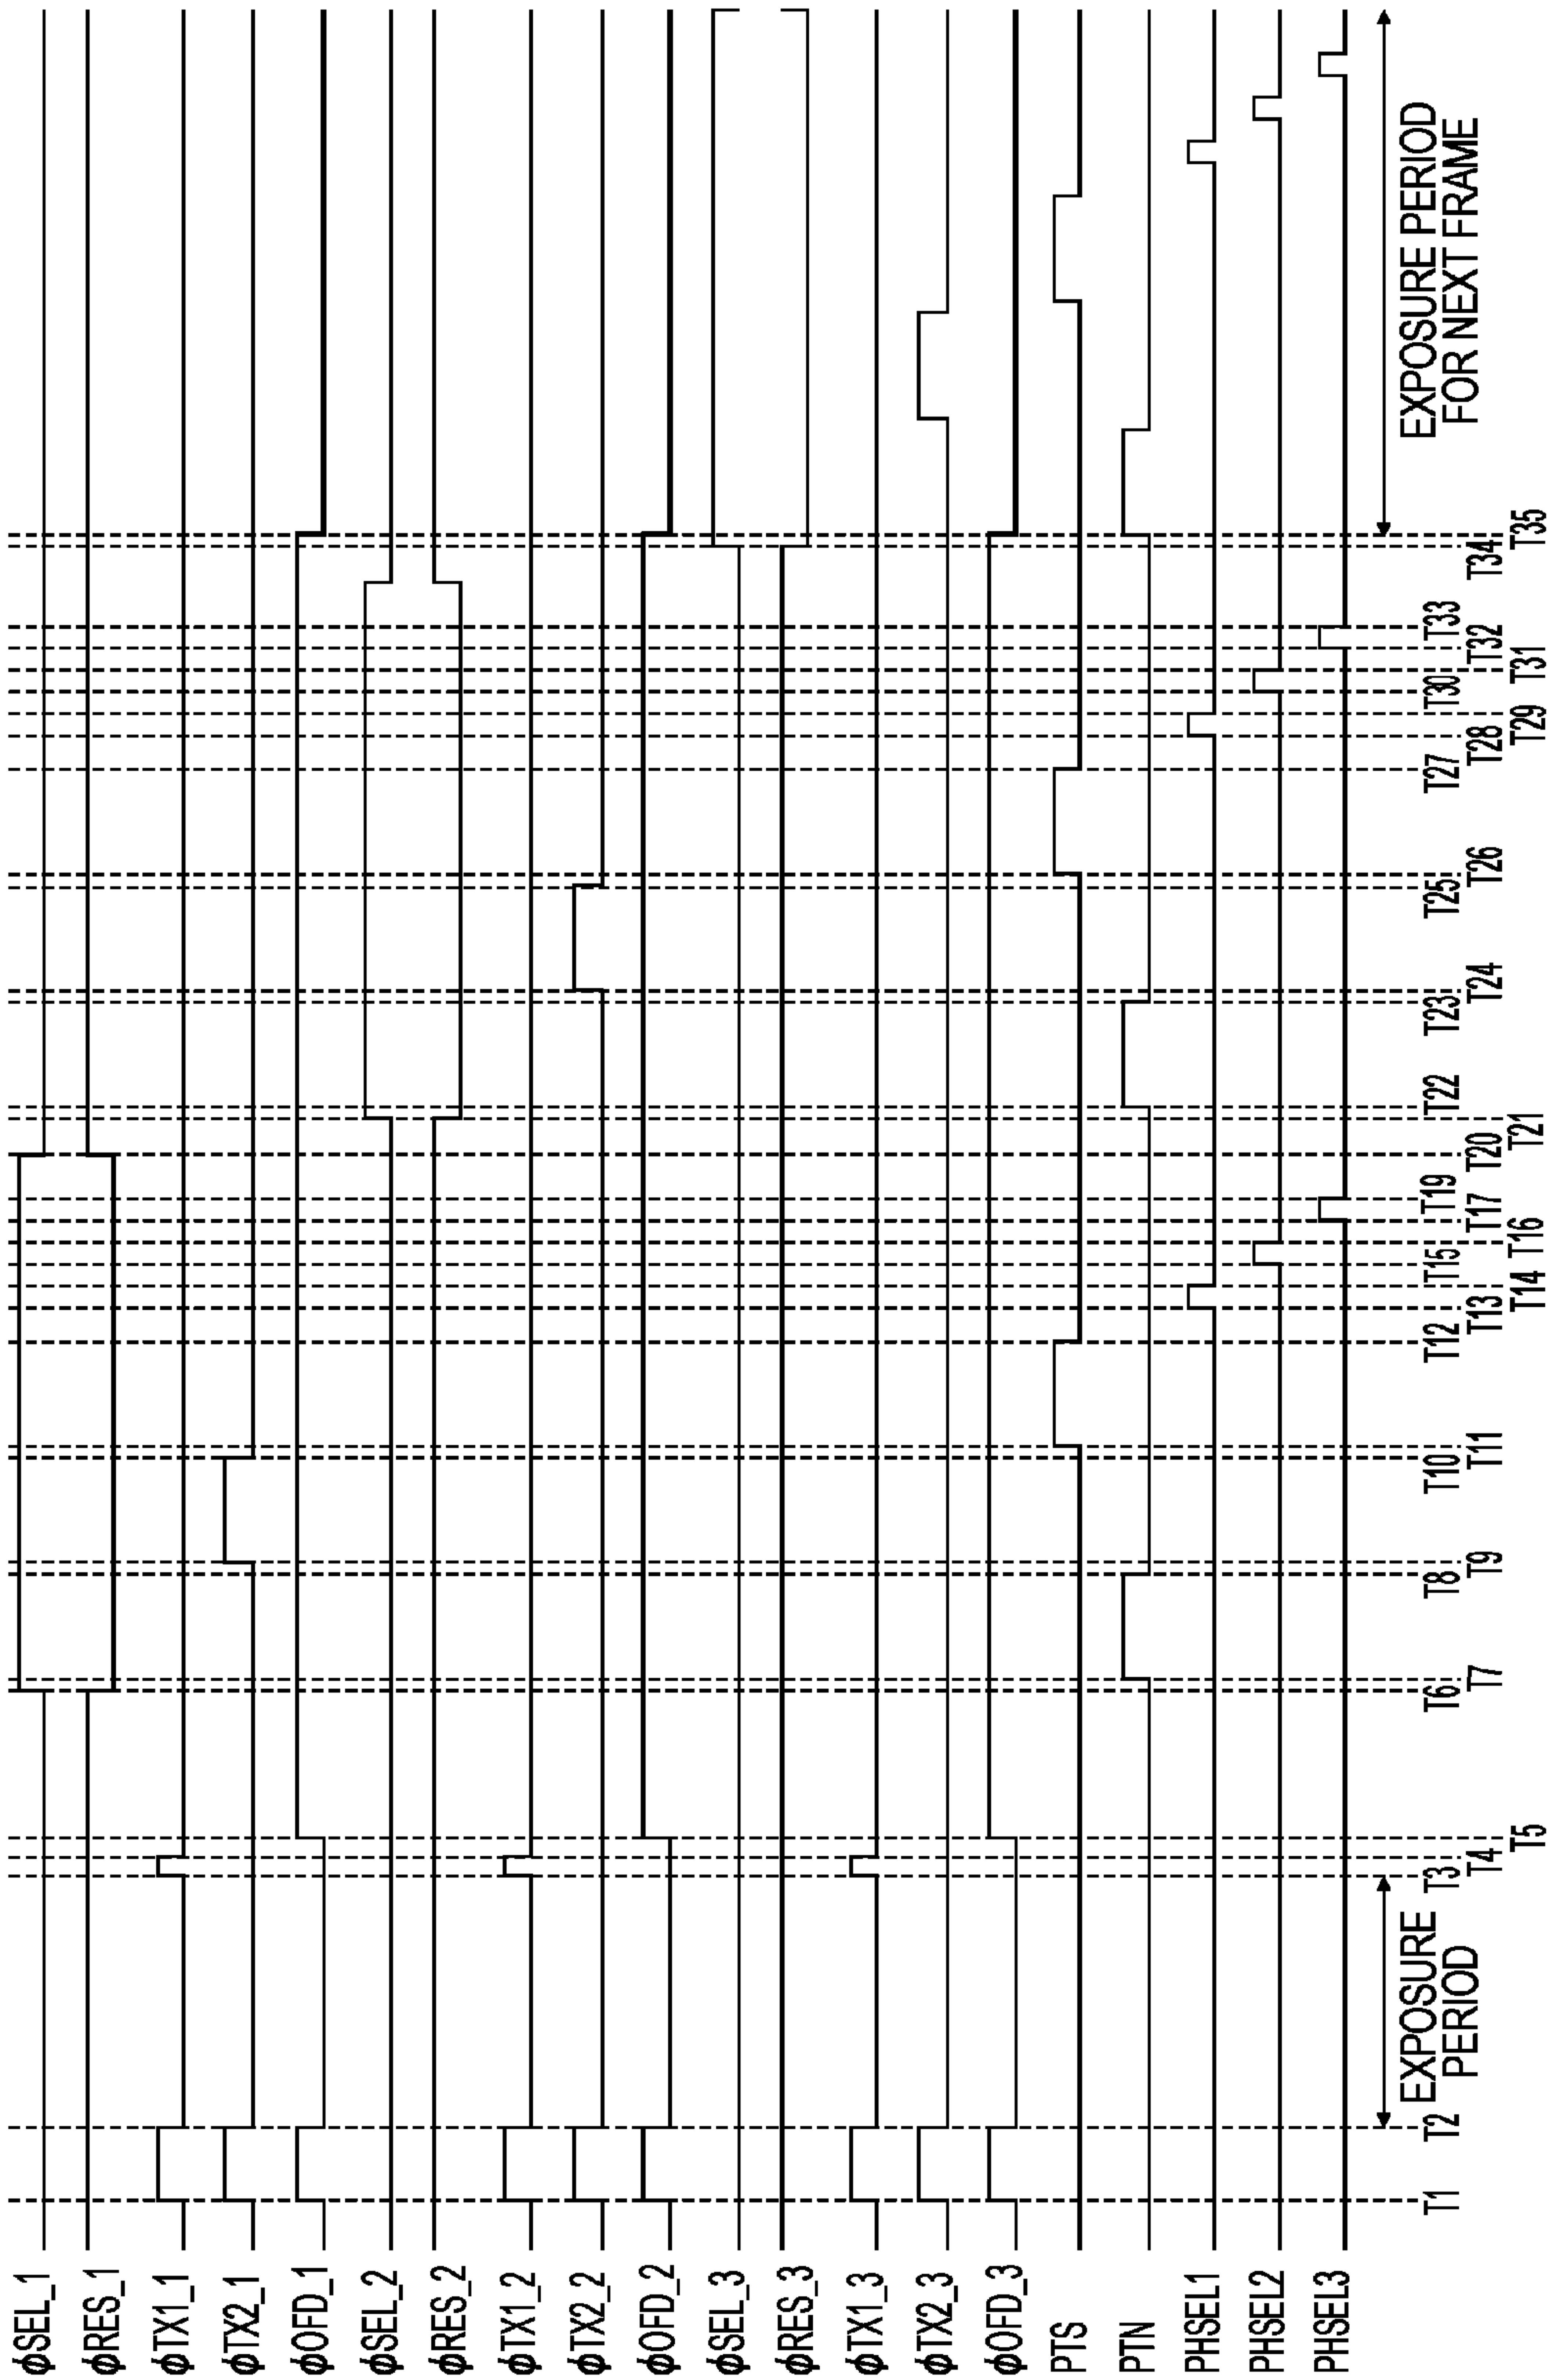 ϕSEL_1
ϕRES_1
ϕTX1_1
ϕTX2_1
ϕOFD_1
ϕSEL_2
ϕRES_2
ϕTX1_2
ϕTX2_2
ϕOFD_2
ϕSEL_3
ϕRES_3
ϕTX1_3
ϕTX2_3
ϕOFD_3
PTS
PTN
PHSEL1
PHSEL2
PHSEL3
T1
T2
T3
T4
T5
T6
T7
T8
T9
T10
T11
T12
T13
T14
T15
T16
T17
T19
T20
T21
T22
T23
T24
T25
T26
T27
T28
T29
T30
T31
T32
T33
T34
T35
EXPOSURE
PERIOD
EXPOSURE PERIOD
FOR NEXT FRAME